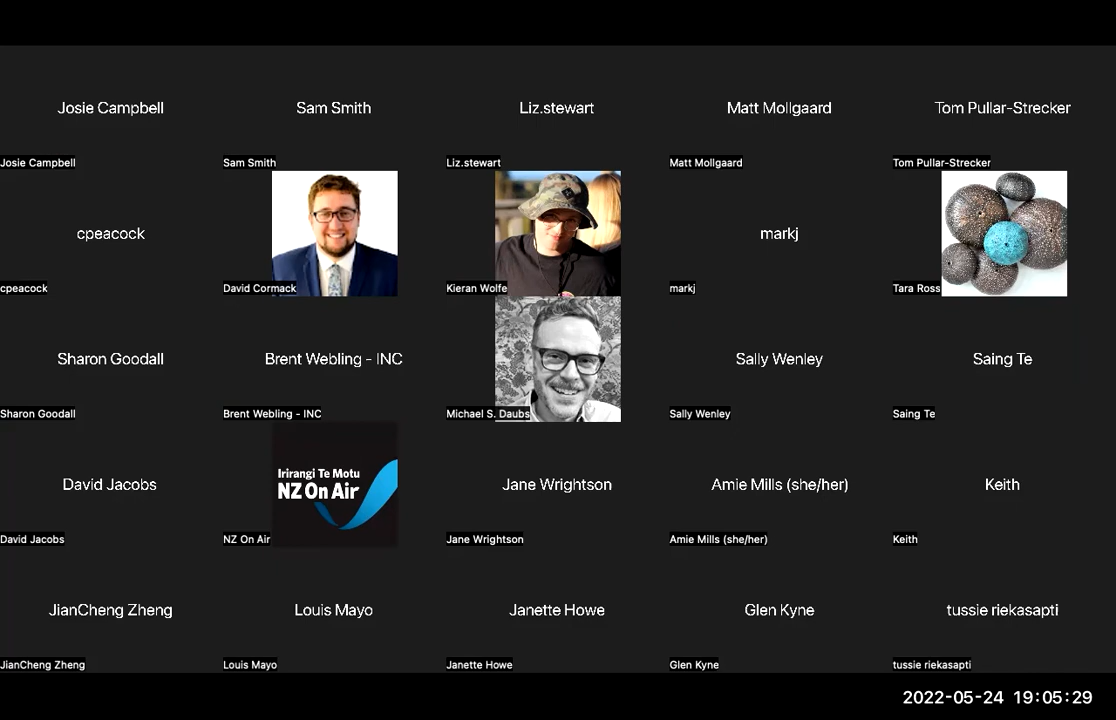 Josie Campbell
Sam Smith
Liz.stewart
Matt Mollgaard
Tom Pullar-Strecker
Josie Campbell
Sam Smith
Liz.stewart
Matt Mollgaard
Tom Pullar-Strecker
cpeacock
markj
cpeacock
David Cormack
Kieran Wolfe
markj
Tara Ross
Sharon Goodall
Brent Webling - INC
Sally Wenley
Saing Te
Sharon Goodall
Brent Webling - INC
Michael S. Daubs
Sally Wenley
Saing Te
David Jacobs
Irirangi Te Motu
NZ On Air
Jane Wrightson
Amie Mills (she/her)
Keith
David Jacobs
NZ On Air
Jane Wrightson
Amie Mills (she/her)
Keith
JianCheng Zheng
Louis Mayo
Janette Howe
Glen Kyne
tussie riekasapti
JianCheng Zheng
Louis Mayo
Janette Howe
Glen Kyne
tussie riekasapti
2022-05-24 19:05:29